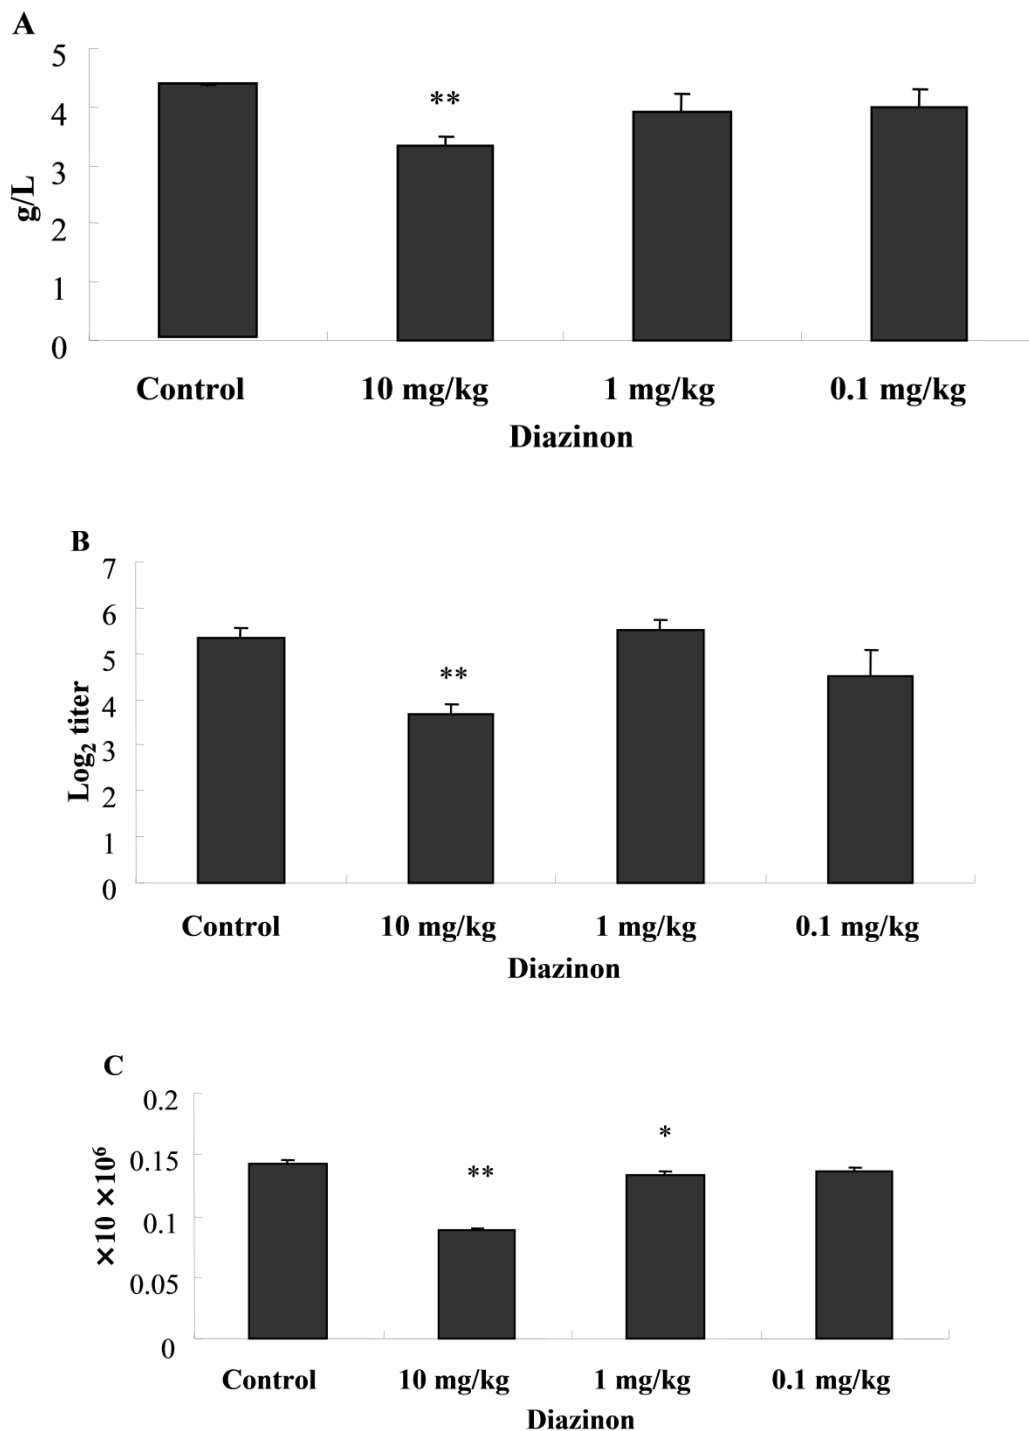 A
5
4
3
2
1
0
g/L
**
Control 10 mg/kg 1 mg/kg 0.1 mg/kg
Diazinon
B
7
6
5
4
3
2
1
0
Log₂ titer
**
Control 10 mg/kg 1 mg/kg 0.1 mg/kg
Diazinon
C
0.2
0.15
0.1
0.05
0
×10 ×10⁶
**
*
Control 10 mg/kg 1 mg/kg 0.1 mg/kg
Diazinon